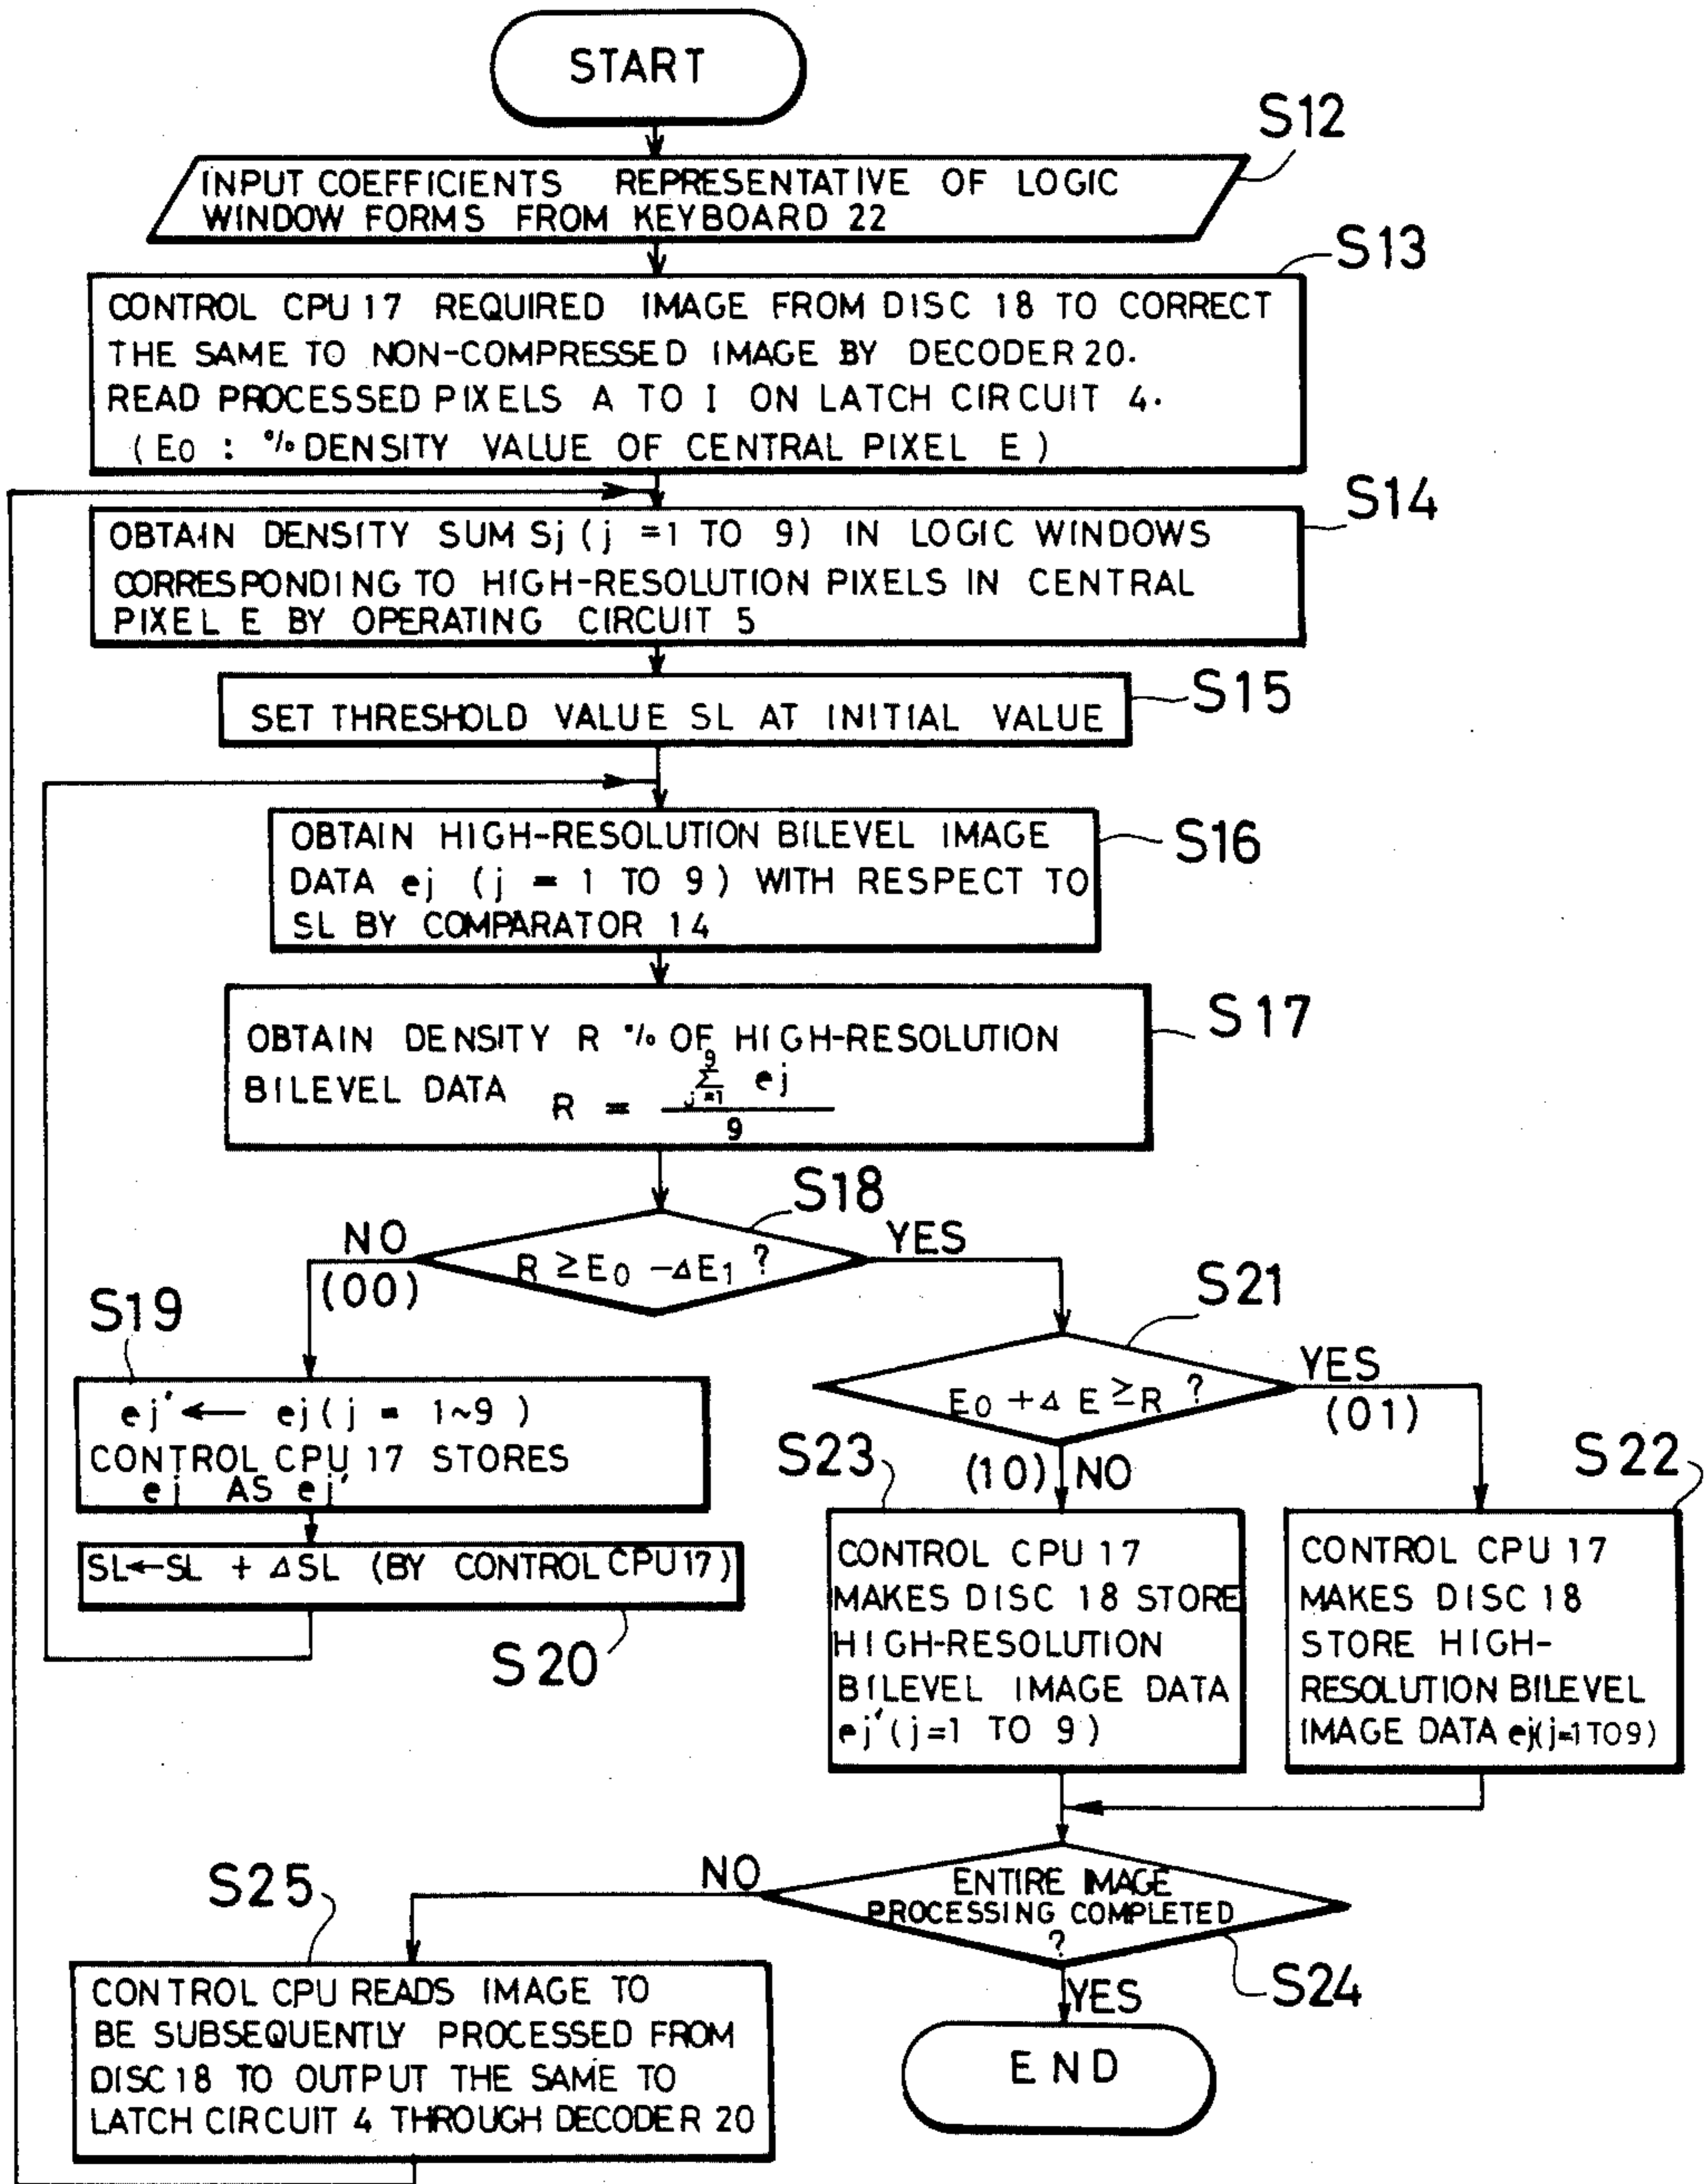 START
S12
INPUT COEFFICIENTS REPRESENTATIVE OF LOGIC
WINDOW FORMS FROM KEYBOARD 22
S13
CONTROL CPU 17 REQUIRED IMAGE FROM DISC 18 TO CORRECT
THE SAME TO NON-COMPRESSED IMAGE BY DECODER 20.
READ PROCESSED PIXELS A TO I ON LATCH CIRCUIT 4.
(E0 : % DENSITY VALUE OF CENTRAL PIXEL E)
S14
OBTAIN DENSITY SUM Sj (j =1 TO 9) IN LOGIC WINDOWS
CORRESPONDING TO HIGH-RESOLUTION PIXELS IN CENTRAL
PIXEL E BY OPERATING CIRCUIT 5
S15
SET THRESHOLD VALUE SL AT INITIAL VALUE
S16
OBTAIN HIGH-RESOLUTION BILEVEL IMAGE
DATA ej (j = 1 TO 9) WITH RESPECT TO
SL BY COMPARATOR 14
S17
OBTAIN DENSITY R % OF HIGH-RESOLUTION
BILEVEL DATA R = Σ_{j=1}^{9} ej / 9
S18
NO
(00)
R ≥ E0 − ΔE1 ?
YES
S19
ej' ← ej (j = 1~9)
CONTROL CPU 17 STORES
ej AS ej'
SL←SL + ΔSL (BY CONTROL CPU 17)
S20
S21
E0 + Δ E ≥ R ?
YES
(01)
S23
(10) NO
CONTROL CPU 17
MAKES DISC 18 STORE
HIGH-RESOLUTION
BILEVEL IMAGE DATA
ej' (j=1 TO 9)
S22
CONTROL CPU 17
MAKES DISC 18
STORE HIGH-
RESOLUTION BILEVEL
IMAGE DATA ej(j=1 TO 9)
ENTIRE IMAGE
PROCESSING COMPLETED
?
S24
NO
YES
S25
CONTROL CPU READS IMAGE TO
BE SUBSEQUENTLY PROCESSED FROM
DISC 18 TO OUTPUT THE SAME TO
LATCH CIRCUIT 4 THROUGH DECODER 20
END